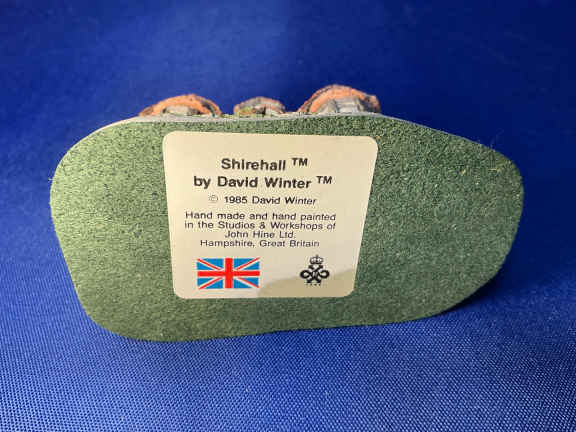 Shirehall ™
by David Winter ™
© 1985 David Winter
Hand made and hand painted
in the Studios & Workshops of
John Hine Ltd.
Hampshire, Great Britain